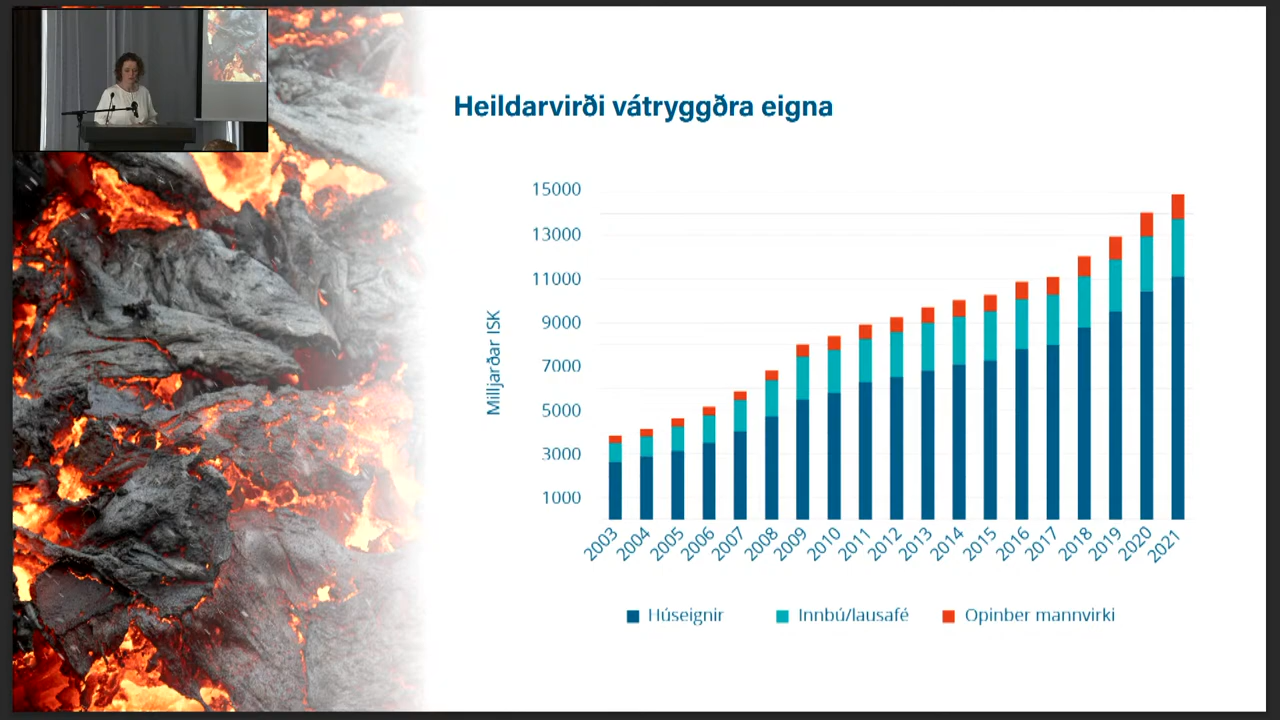 Heildarvirði vátryggðra eigna
15000
13000
11000
9000
7000
5000
3000
1000
Milljarðar ISK
2003 2004 2005 2006 2007 2008 2009 2010 2011 2012 2013 2014 2015 2016 2017 2018 2019 2020 2021
Húseignir Innbú/lausafé Opinber mannvirki